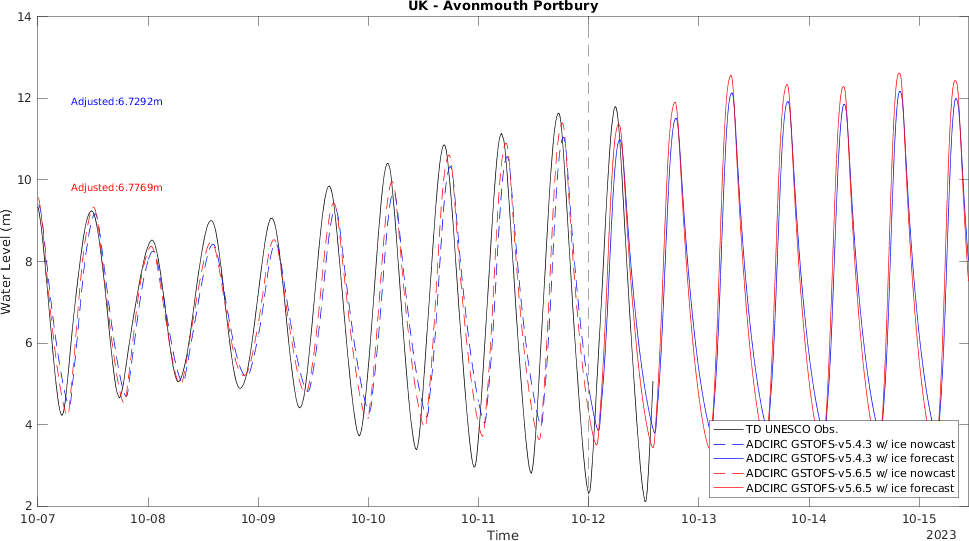 UK - Avonmouth Portbury
14
12
10
8
6
4
2
Water Level (m)
Adjusted:6.7292m
Adjusted:6.7769m
TD UNESCO Obs.
ADCIRC GSTOFS-v5.4.3 w/ ice nowcast
ADCIRC GSTOFS-v5.4.3 w/ ice forecast
ADCIRC GSTOFS-v5.6.5 w/ ice nowcast
ADCIRC GSTOFS-v5.6.5 w/ ice forecast
10-07 10-08 10-09 10-10 10-11 10-12 10-13 10-14 10-15
Time
2023